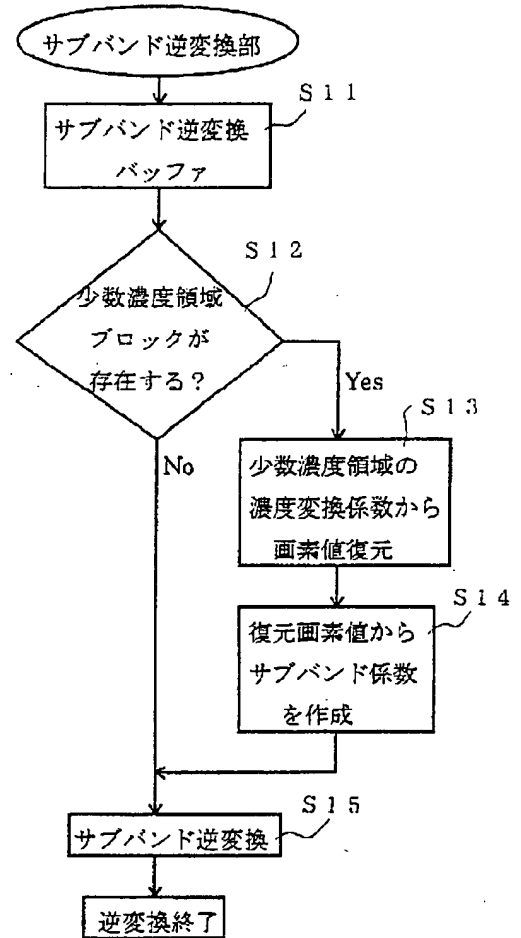 サブバンド逆変換部
S11
サブバンド逆変換
バッファ
S12
少数濃度領域
ブロックが
存在する?
Yes
No
S13
少数濃度領域の
濃度変換係数から
画素値復元
S14
復元画素値から
サブバンド係数
を作成
S15
サブバンド逆変換
逆変換終了